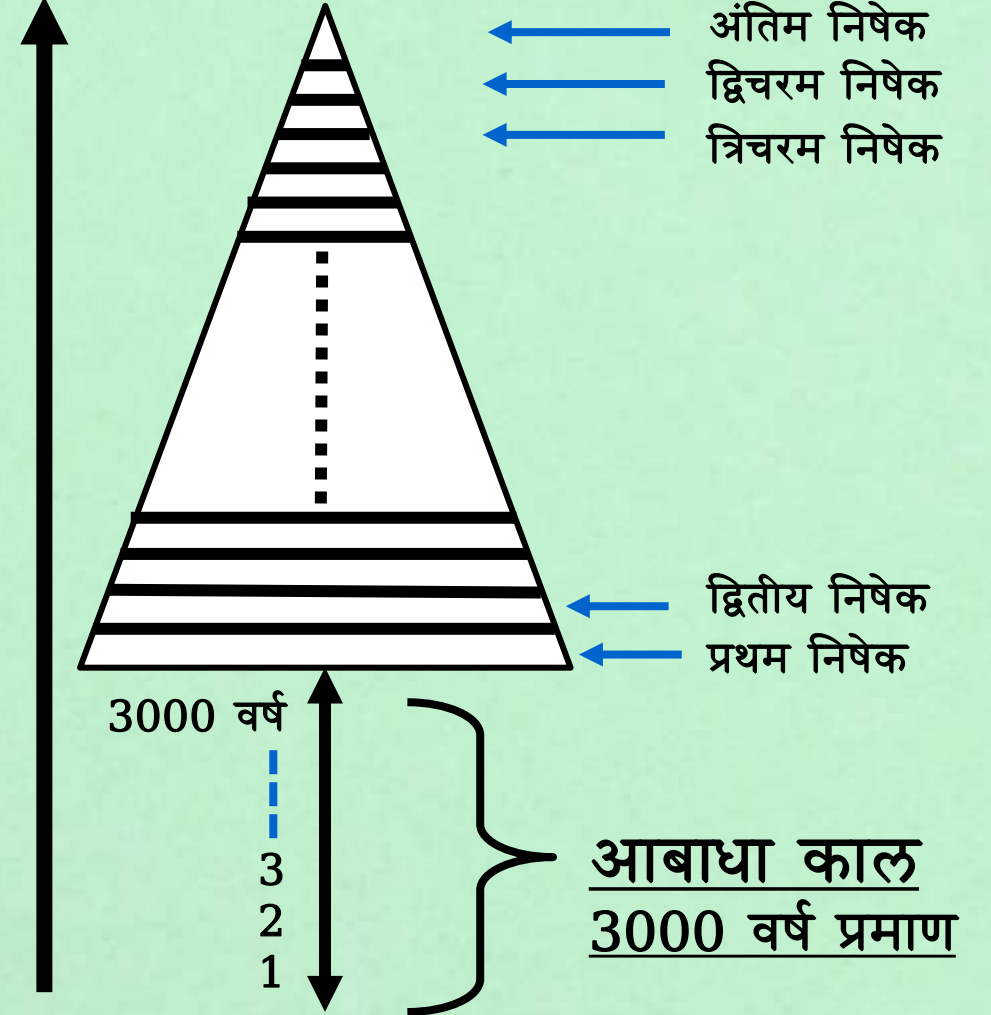 अंतिम निषेक
द्विचरम निषेक
त्रिचरम निषेक
द्वितीय निषेक
प्रथम निषेक
3000 वर्ष
3
2
1
आबाधा काल
3000 वर्ष प्रमाण